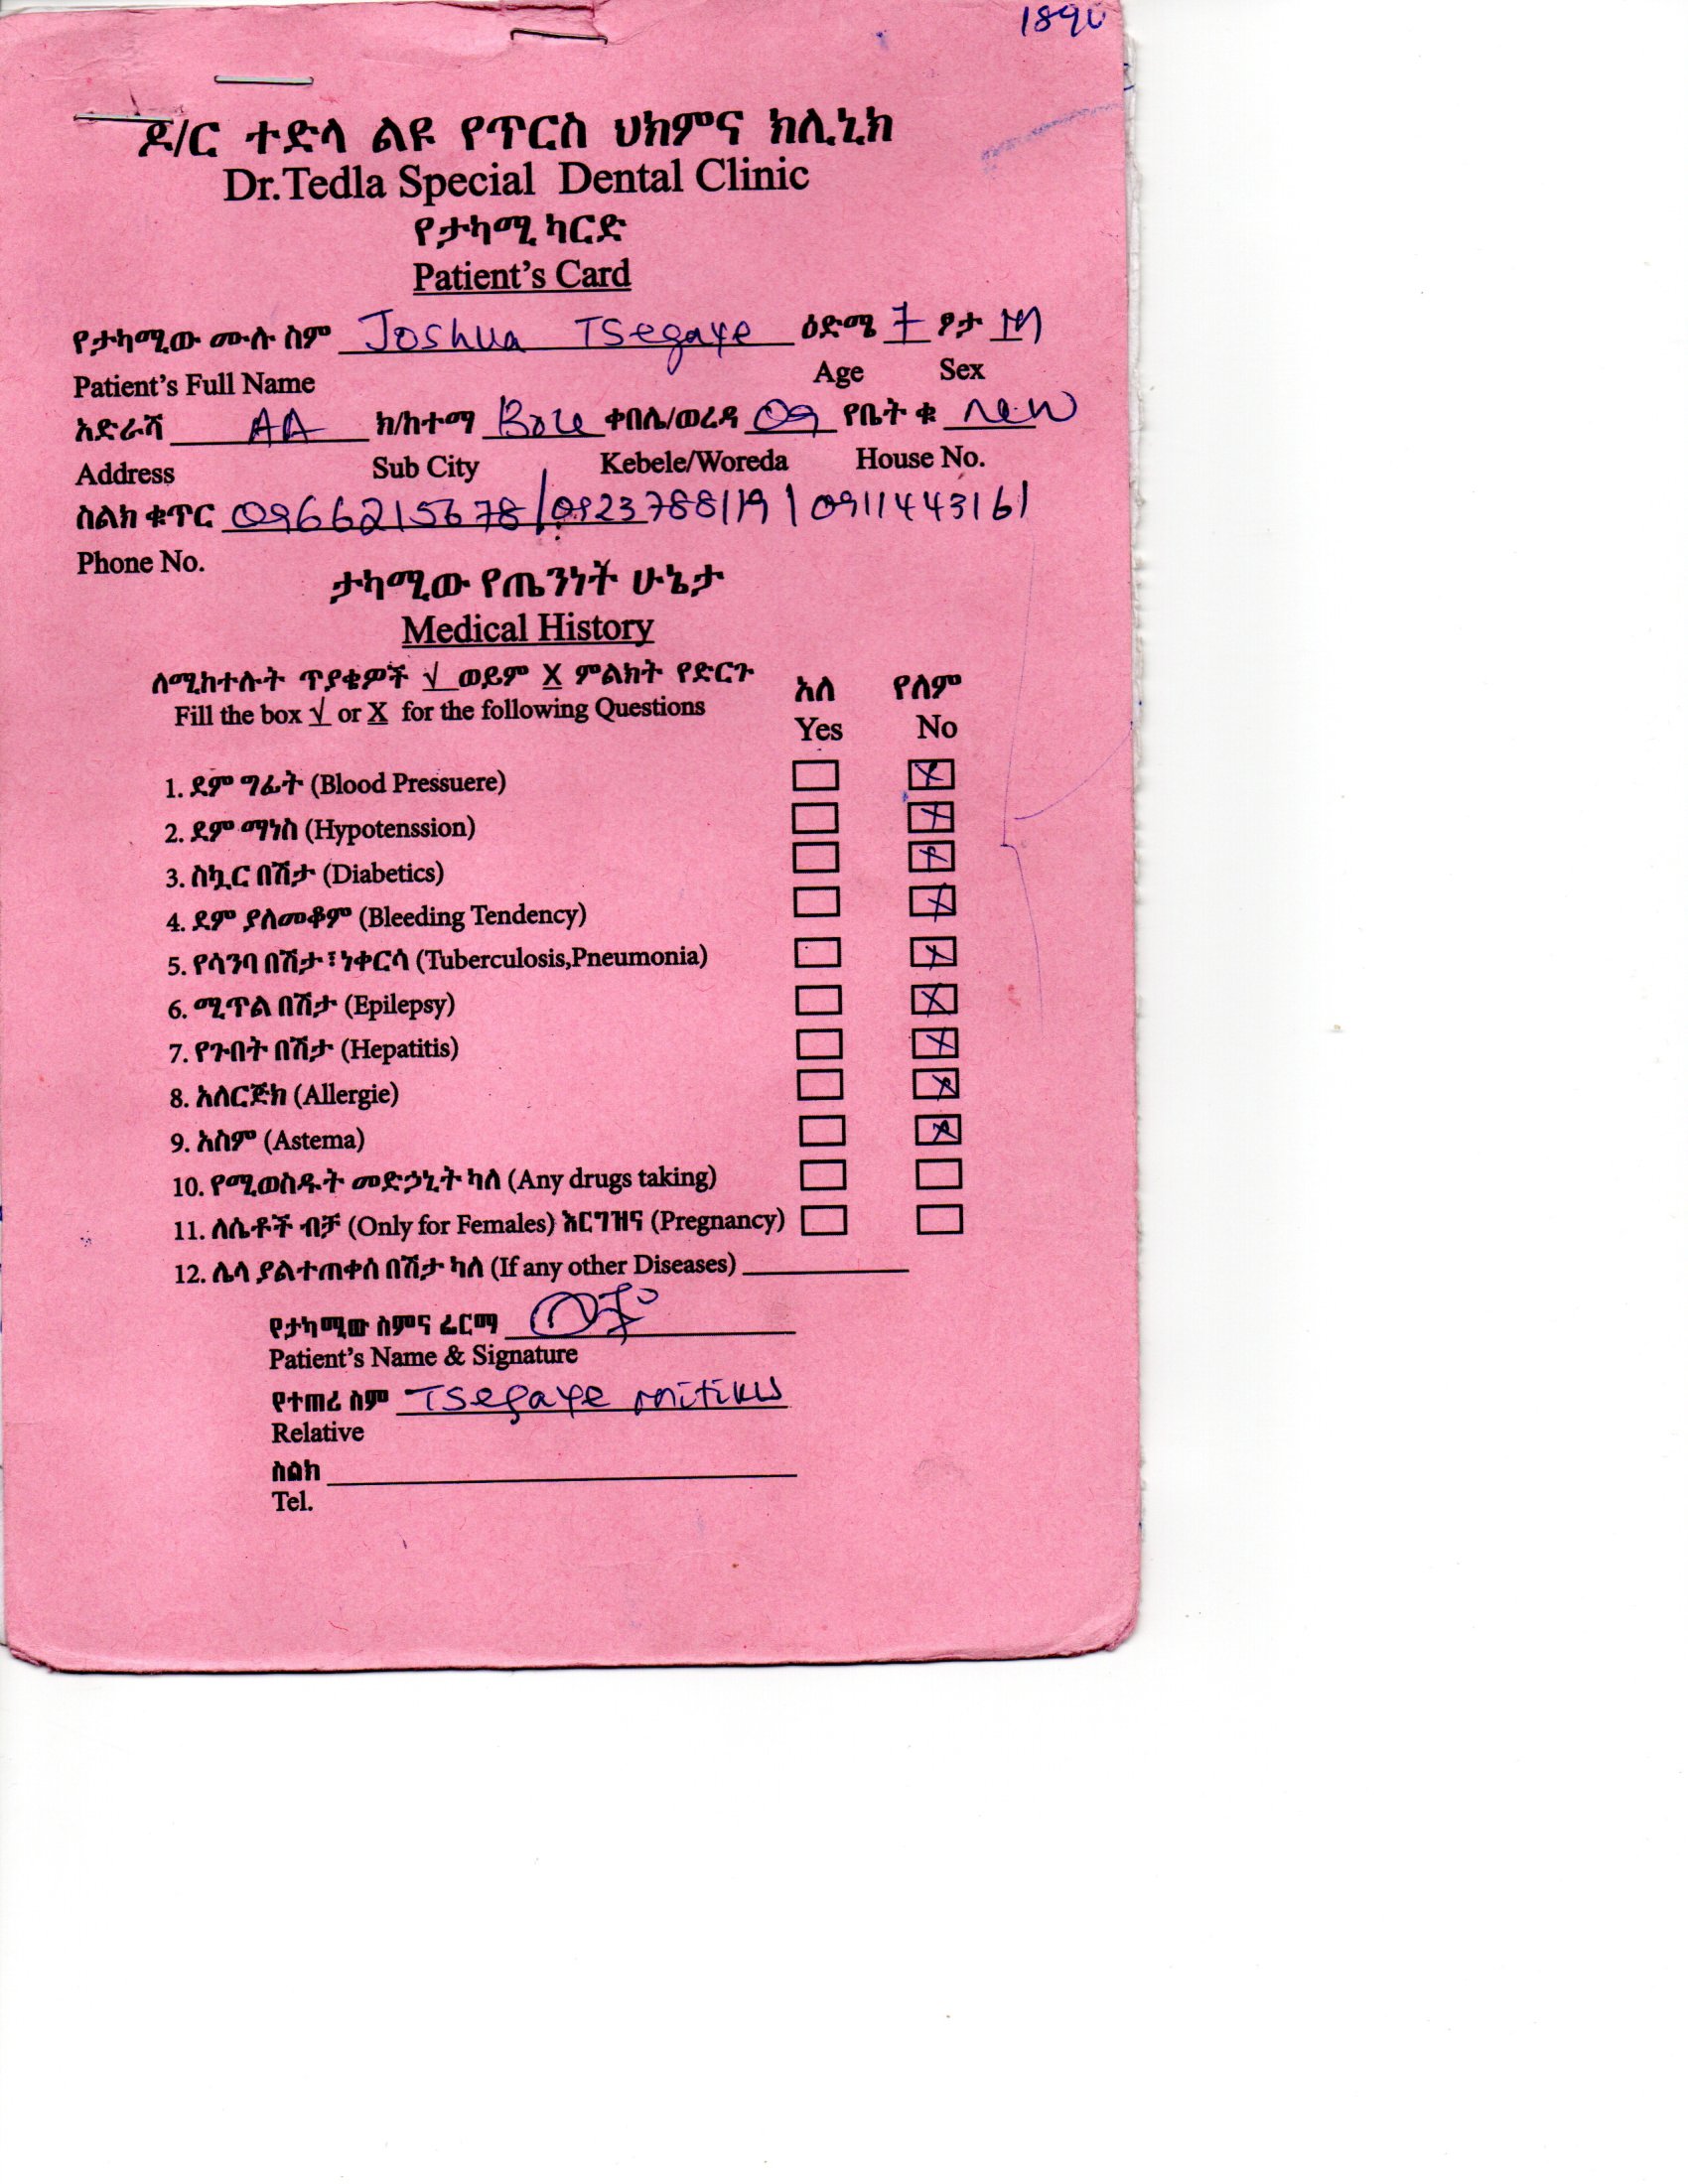 ዶ/ር ተድላ ልዩ የጥርስ ህክምና ክሊኒክ
Dr.Tedla Special Dental Clinic
የታካሚ ካርድ
Patient's Card
የታካሚው ሙሉ ስም Joshua Tsegaye ዕድሜ 7 ፆታ M
Patient's Full Name Age Sex
አድራሻ AA ክ/ከተማ Bole ቀበሌ/ወረዳ 09 የቤት ቁ new
Address Sub City Kebele/Woreda House No.
ስልክ ቁጥር 0966215678/0923788119 | 0911443161
Phone No.
ታካሚው የጤንነት ሁኔታ
Medical History
ለሚከተሉት ጥያቄዎች √ ወይም X ምልክት የድርጉ አለ የለም
Fill the box √ or X for the following Questions Yes No
1. ደም ግፊት (Blood Pressuere) X
2. ደም ማነስ (Hypotenssion) X
3. ስኳር በሽታ (Diabetics) X
4. ደም ያለመቆም (Bleeding Tendency) X
5. የሳንባ በሽታ፣ነቀርሳ (Tuberculosis,Pneumonia) X
6. ሚጥል በሽታ (Epilepsy) X
7. የጉበት በሽታ (Hepatitis) X
8. አለርጅክ (Allergie) X
9. አስም (Astema) X
10. የሚወስዱት መድኃኒት ካለ (Any drugs taking)
11. ለሴቶች ብቻ (Only for Females) እርግዝና (Pregnancy)
12. ሌላ ያልተጠቀሰ በሽታ ካለ (If any other Diseases)
የታካሚው ስምና ፊርማ
Patient's Name & Signature
የተጠሪ ስም Tsegaye Mitiku
Relative
ስልክ
Tel.